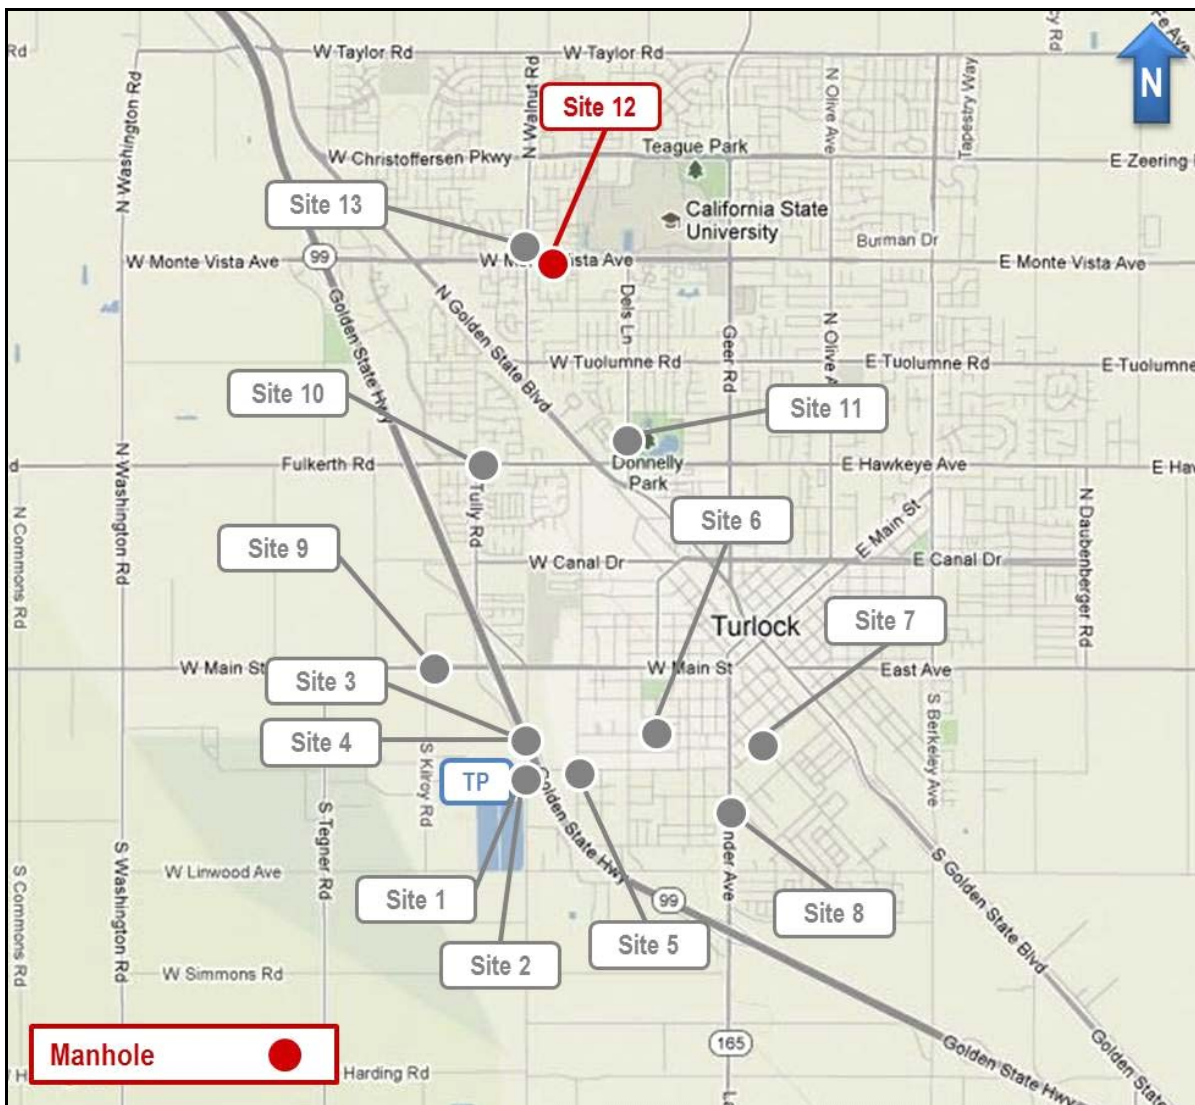 Rd
W Taylor Rd
W Taylor Rd
N
N Washington Rd
N Walnut Rd
Site 12
N Olive Ave
Tapestry Way
Teague Park
W Christoffersen Pkwy
E Zeering
Site 13
California State
University
Burman Dr
99
W Monte Vista Ave
E Monte Vista Ave
Golden State Hwy
N Golden State Blvd
Dels Ln
Geer Rd
N Olive A
W Tuolumne Rd
E Tuolumne Rd
E-Tuolumne
Site 10
Site 11
Fulkerth Rd
Donnelly
Park
E Hawkeye Ave
E Haw
N Washington Rd
Tully Rd
N Commons Rd
Site 6
E Main St
N Daubenberger Rd
Site 9
W Canal Dr
E Canal Dr
Turlock
Site 7
W Main St
W Main St
East Ave
Site 3
Site 4
S Kilroy Rd
S Berkeley Ave
TP
Golden State Hwy
S Tegner Rd
nder Ave
W Linwood Ave
S Commons Rd
S Washington Rd
Site 1
99
Site 8
S Golden State Blvd
Site 5
Site 2
W Simmons Rd
Manhole
165
Golden State Hwy
Golden State
Harding Rd